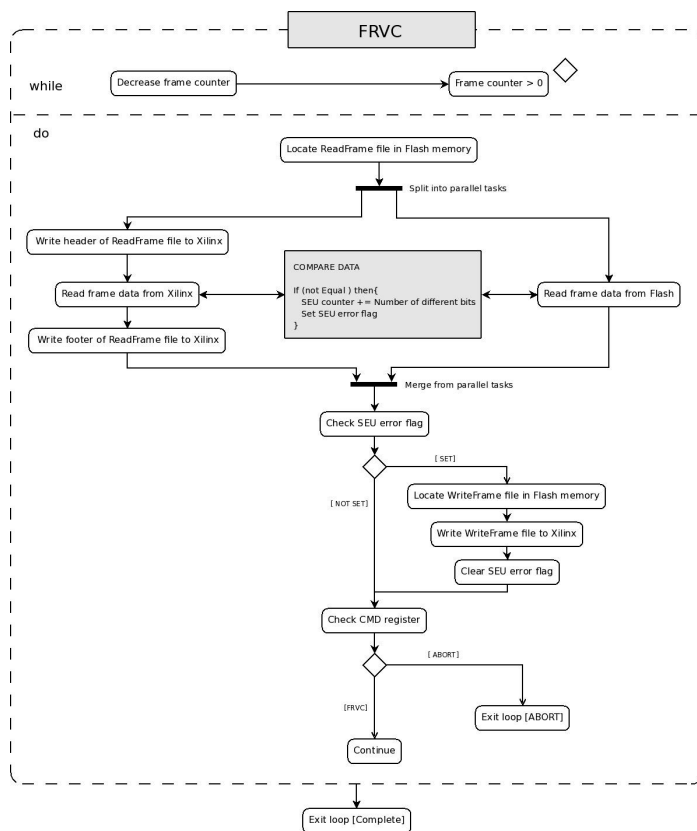 FRVC
while
Decrease frame counter
Frame counter > 0
do
Locate ReadFrame file in Flash memory
Split into parallel tasks
Write header of ReadFrame file to Xilinx
COMPARE DATA
If (not Equal ) then{
SEU counter += Number of different bits
Set SEU error flag
}
Read frame data from Xilinx
Read frame data from Flash
Write footer of ReadFrame file to Xilinx
Merge from parallel tasks
Check SEU error flag
[ SET]
[ NOT SET]
Locate WriteFrame file in Flash memory
Write WriteFrame file to Xilinx
Clear SEU error flag
Check CMD register
[ ABORT]
[FRVC]
Exit loop [ABORT]
Continue
Exit loop [Complete]